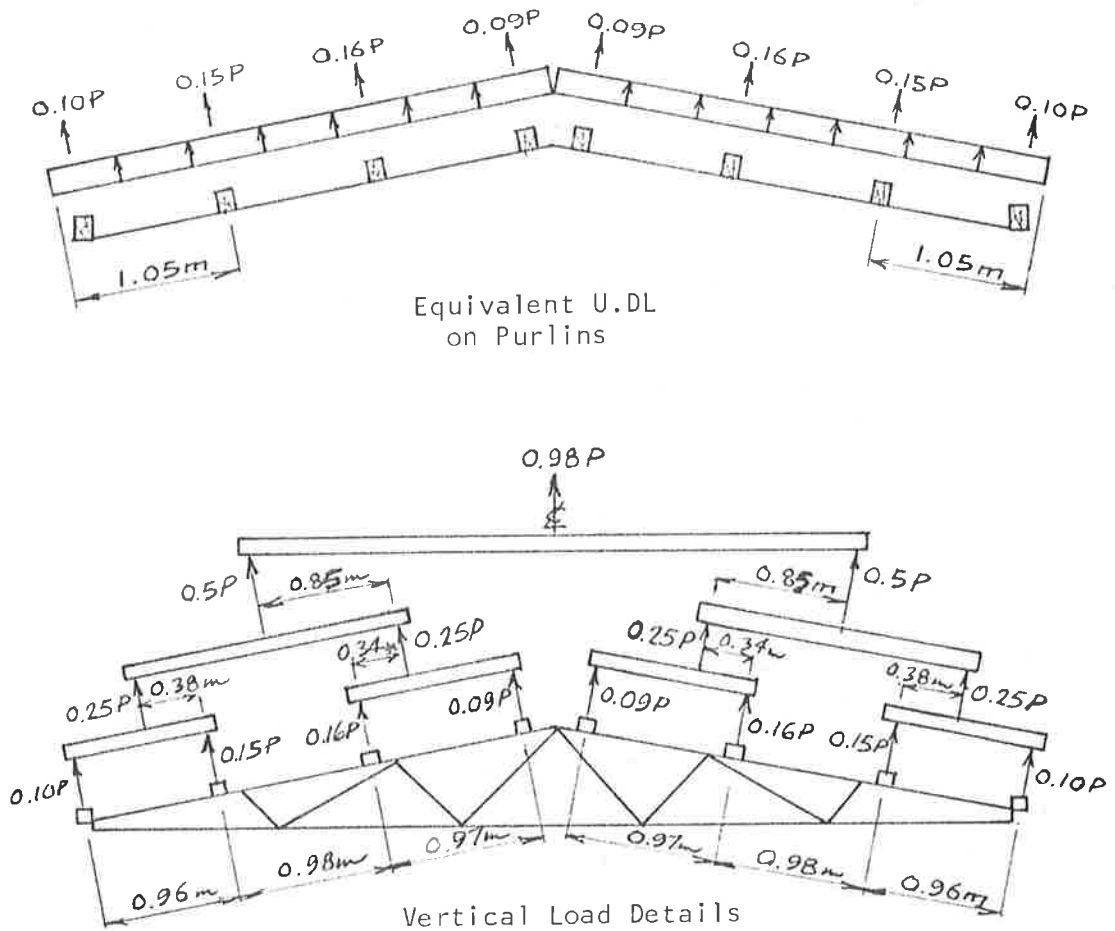 0.10P 0.15P 0.16P 0.09P 0.09P 0.16P 0.15P 0.10P
1.05m 1.05m
Equivalent U.DL
on Purlins
0.98P
℄
0.5P 0.85m 0.85m 0.5P
0.25P 0.38m 0.34m 0.25P 0.25P 0.34m 0.38m 0.25P
0.10P 0.15P 0.16P 0.09P 0.09P 0.16P 0.15P 0.10P
0.96m 0.98m 0.97m 0.97m 0.98m 0.96m
Vertical Load Details